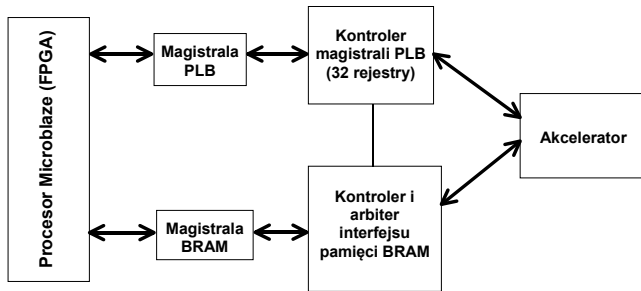 Procesor Microblaze (FPGA)
Magistrala
PLB
Kontroler
magistrali PLB
(32 rejestry)
Akcelerator
Magistrala
BRAM
Kontroler i
arbiter
interfejsu
pamięci BRAM